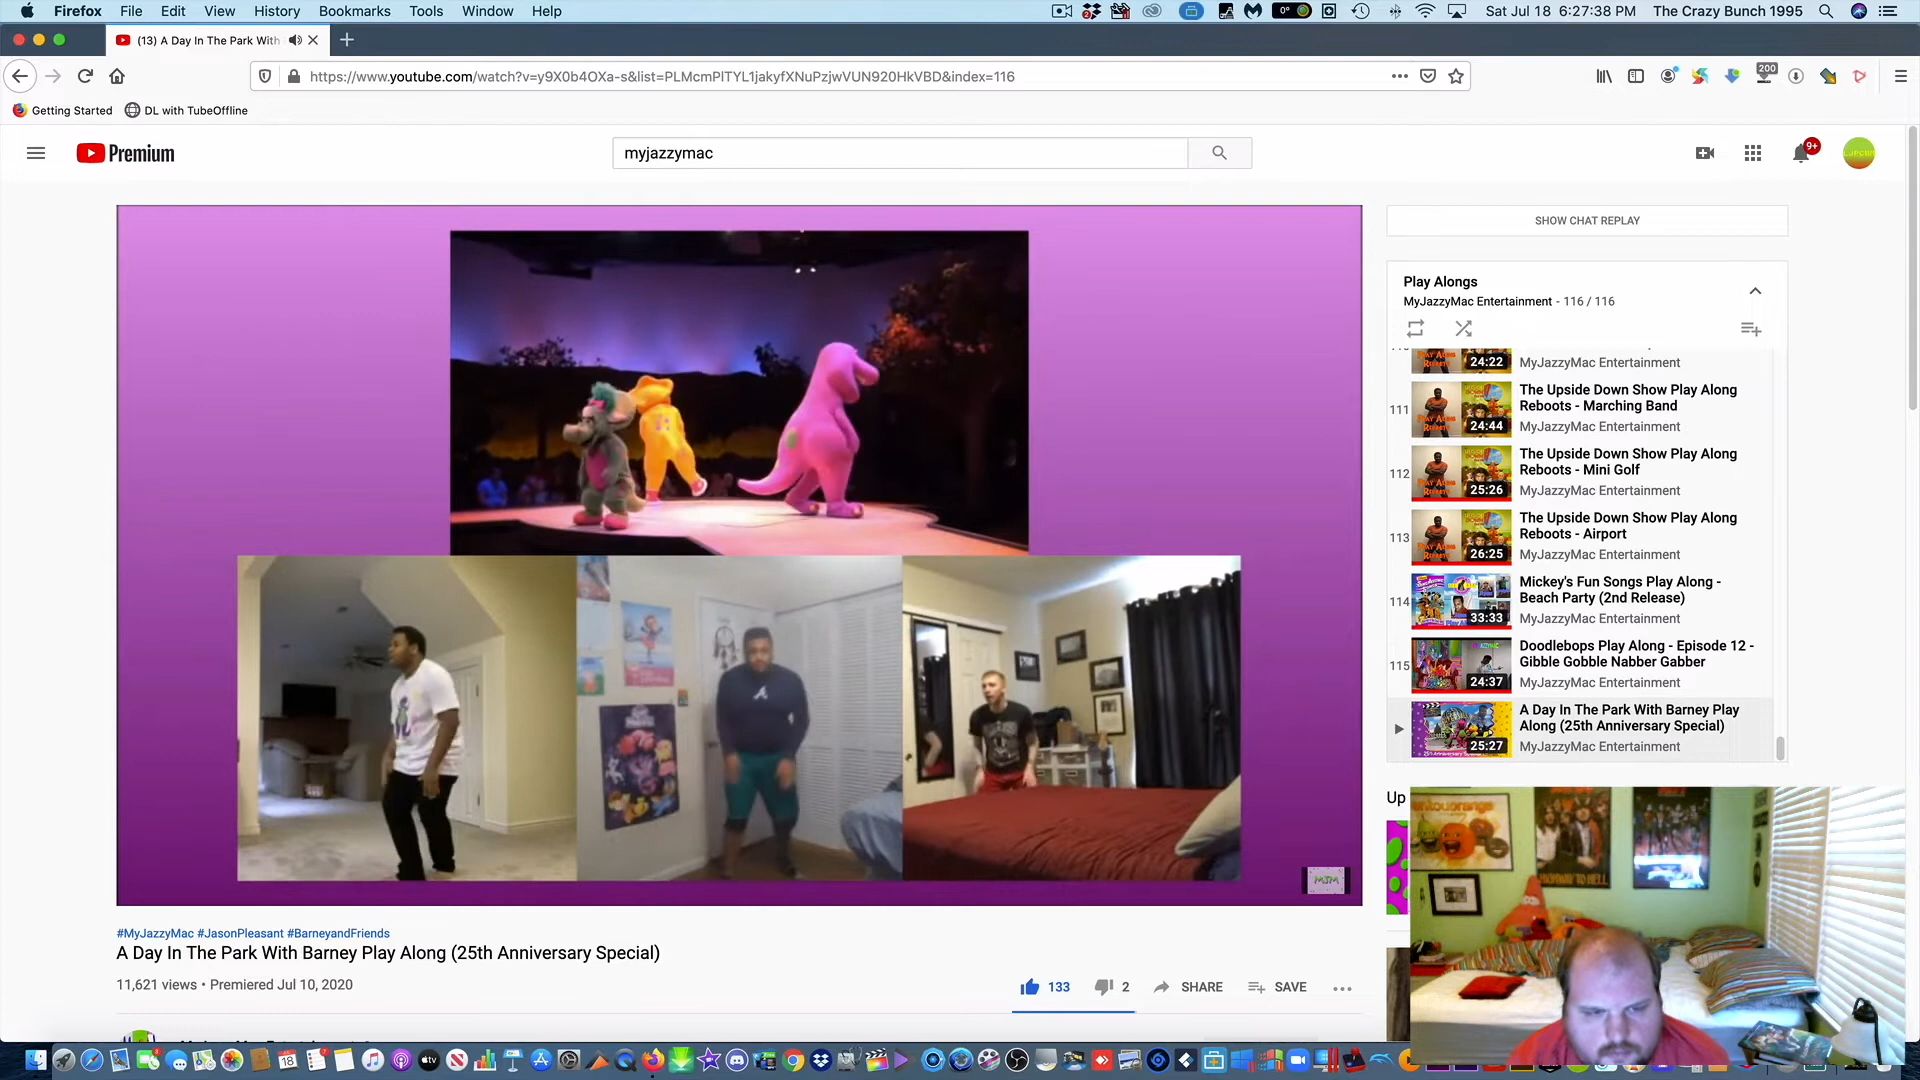 Firefox File Edit View History Bookmarks Tools Window Help
0° Sat Jul 18 6:27:38 PM The Crazy Bunch 1995
(13) A Day In The Park With
https://www.youtube.com/watch?v=y9X0b4OXa-s&list=PLMcmPlTYL1jakyfXNuPzjwVUN920HkVBD&index=116
200
Getting Started DL with TubeOffline
Premium
myjazzymac
9+
SHOW CHAT REPLAY
Play Alongs
MyJazzyMac Entertainment - 116 / 116
24:22
MyJazzyMac Entertainment
111
24:44
The Upside Down Show Play Along
Reboots - Marching Band
MyJazzyMac Entertainment
112
25:26
The Upside Down Show Play Along
Reboots - Mini Golf
MyJazzyMac Entertainment
113
26:25
The Upside Down Show Play Along
Reboots - Airport
MyJazzyMac Entertainment
114
33:33
Mickey's Fun Songs Play Along -
Beach Party (2nd Release)
MyJazzyMac Entertainment
115
24:37
Doodlebops Play Along - Episode 12 -
Gibble Gobble Nabber Gabber
MyJazzyMac Entertainment
25:27
A Day In The Park With Barney Play
Along (25th Anniversary Special)
MyJazzyMac Entertainment
Up
MJM
#MyJazzyMac #JasonPleasant #BarneyandFriends
A Day In The Park With Barney Play Along (25th Anniversary Special)
11,621 views • Premiered Jul 10, 2020
133 2 SHARE SAVE
HIGHWAY TO HELL